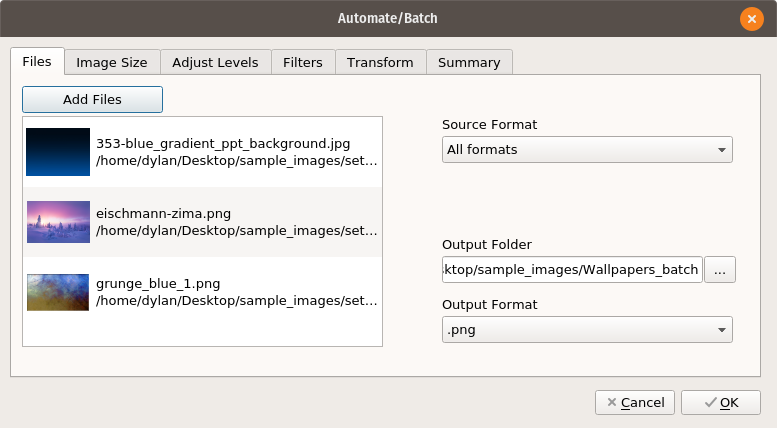 Automate/Batch
Files
Image Size
Adjust Levels
Filters
Transform
Summary
Add Files
353-blue_gradient_ppt_background.jpg
/home/dylan/Desktop/sample_images/set...
eischmann-zima.png
/home/dylan/Desktop/sample_images/set...
grunge_blue_1.png
/home/dylan/Desktop/sample_images/set...
Source Format
All formats
Output Folder
ktop/sample_images/Wallpapers_batch
...
Output Format
.png
Cancel
OK